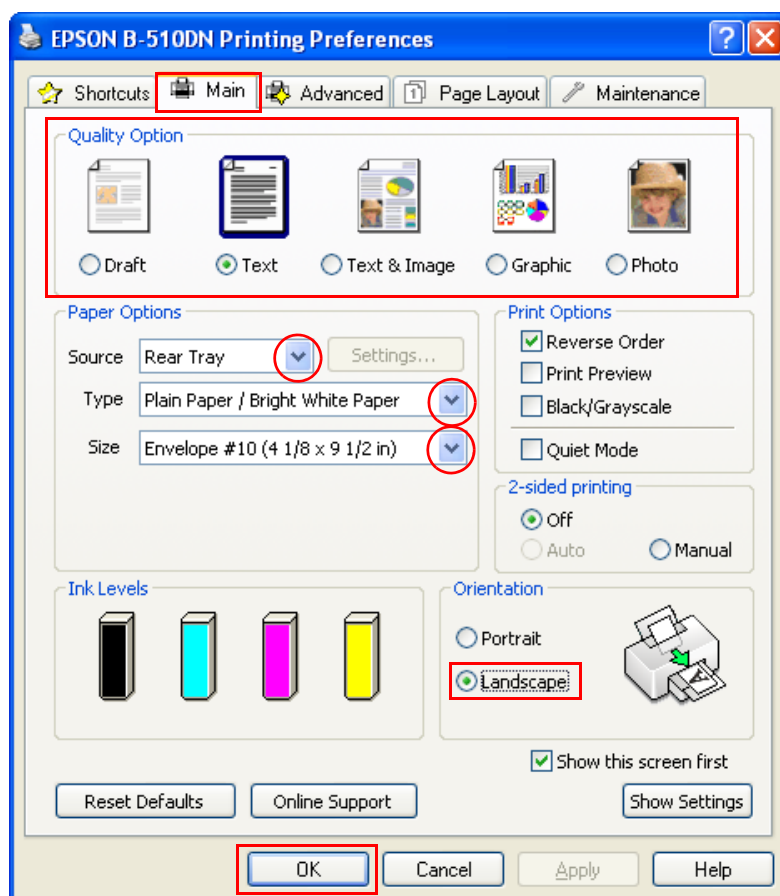 EPSON B-510DN Printing Preferences
Shortcuts Main Advanced 1 Page Layout Maintenance
Quality Option
Draft Text Text & Image Graphic Photo
Paper Options
Source Rear Tray Settings...
Type Plain Paper / Bright White Paper
Size Envelope #10 (4 1/8 x 9 1/2 in)
Print Options
Reverse Order
Print Preview
Black/Grayscale
Quiet Mode
2-sided printing
Off
Auto Manual
Ink Levels
Orientation
Portrait
Landscape
A
Show this screen first
Reset Defaults Online Support Show Settings
OK Cancel Apply Help